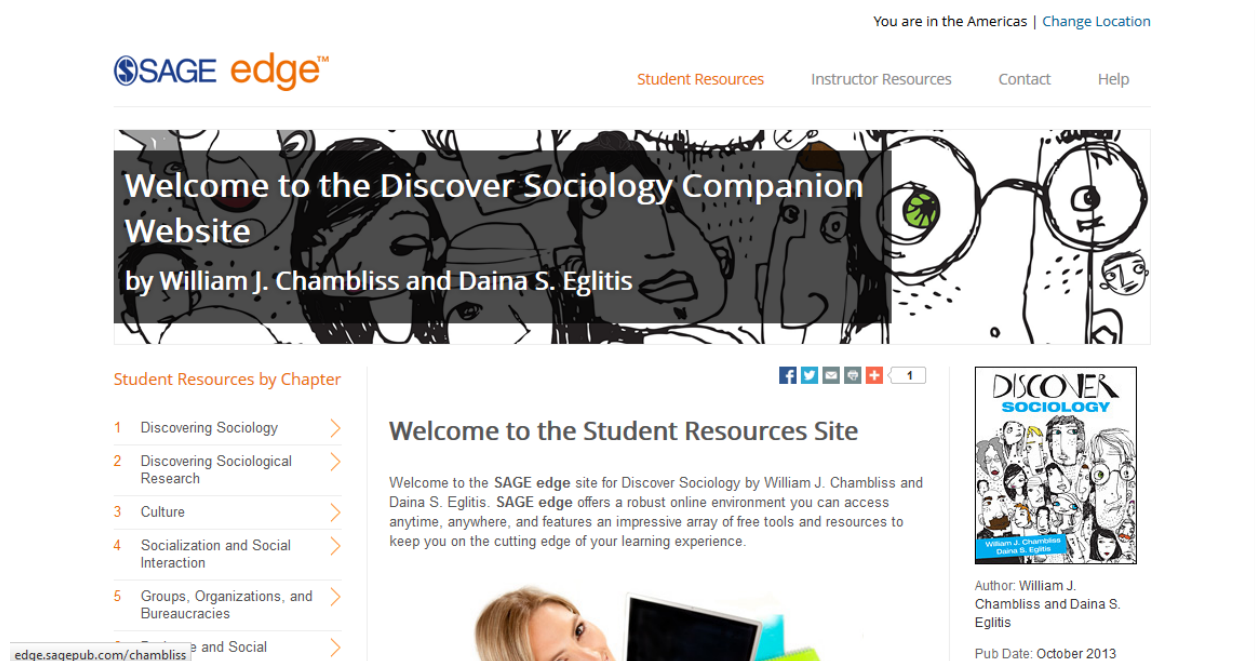 You are in the Americas | Change Location
SAGE edge™
Student Resources
Instructor Resources
Contact
Help
Welcome to the Discover Sociology Companion
Website
by William J. Chambliss and Daina S. Eglitis
Student Resources by Chapter
1 Discovering Sociology
2 Discovering Sociological
Research
3 Culture
4 Socialization and Social
Interaction
5 Groups, Organizations, and
Bureaucracies
e and Social
edge.sagepub.com/chambliss
1
Welcome to the Student Resources Site
Welcome to the SAGE edge site for Discover Sociology by William J. Chambliss and
Daina S. Eglitis. SAGE edge offers a robust online environment you can access
anytime, anywhere, and features an impressive array of free tools and resources to
keep you on the cutting edge of your learning experience.
DISCOVER
SOCIOLOGY
William J. Chambliss
Daina S. Eglitis
Author: William J.
Chambliss and Daina S.
Eglitis
Pub Date: October 2013